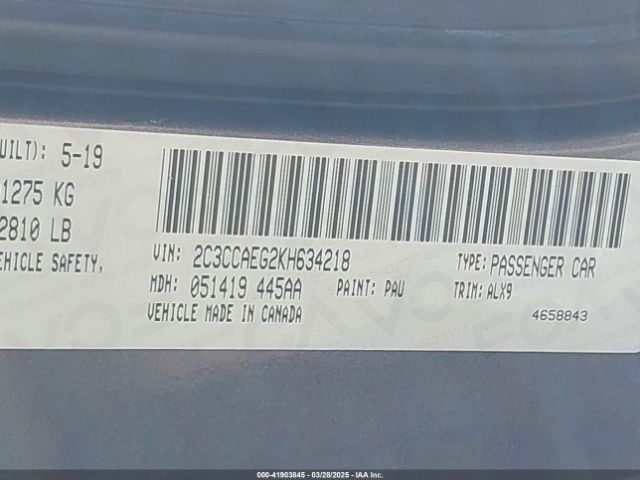 UILT): 5-19
1275 KG
2810 LB
EHICLE SAFETY,
VIN: 2C3CCAEG2KH634218 TYPE: PASSENGER CAR
MDH: 051419 445AA PAINT: PAU TRIM: ALX9
VEHICLE MADE IN CANADA 4658843
000-41903845 - 03/28/2025 - IAA Inc.